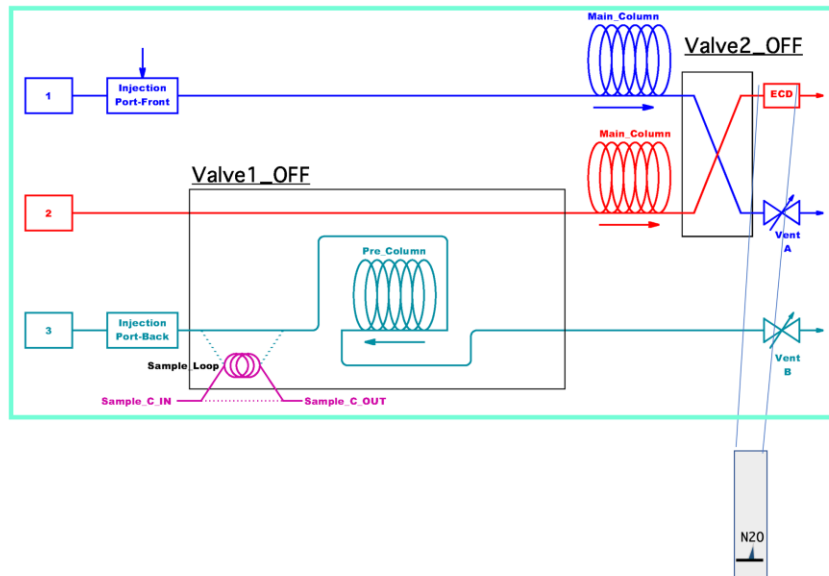 Main_Column
Valve2_OFF
1
Injection
Port-Front
ECD
Main_Column
Valve1_OFF
2
Vent
A
Pre_Column
3
Injection
Port-Back
Sample_Loop
Vent
B
Sample_C_IN
Sample_C_OUT
N2O